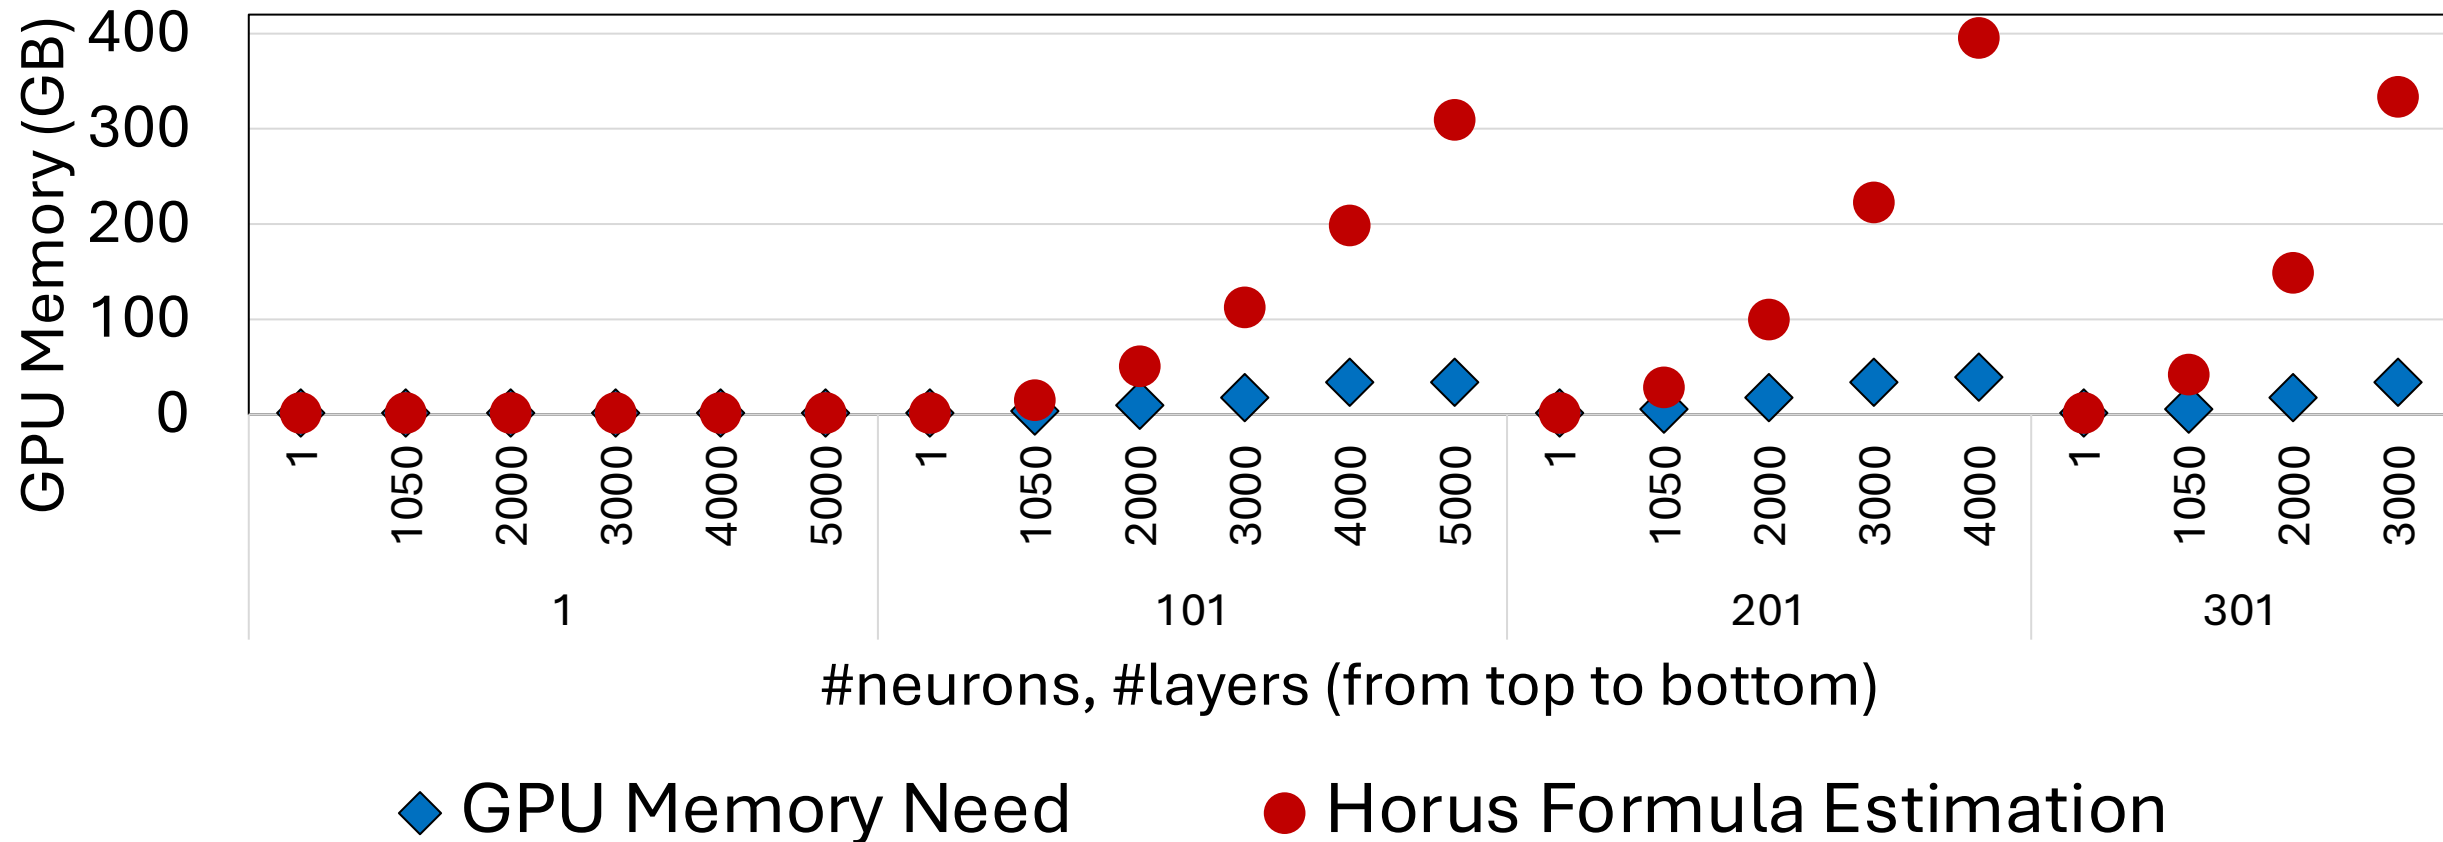 GPU Memory (GB)
400
300
200
100
0
1 1050 2000 3000 4000 5000 1 1050 2000 3000 4000 5000 1 1050 2000 3000 4000 1 1050 2000 3000
1 101 201 301
#neurons, #layers (from top to bottom)
GPU Memory Need Horus Formula Estimation